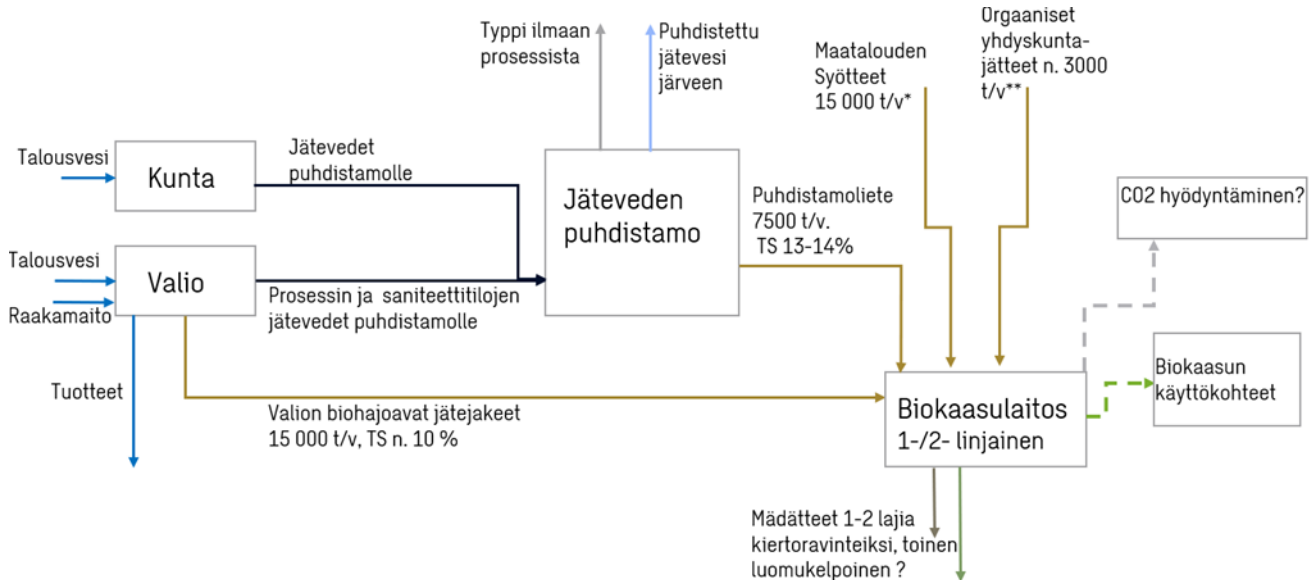 Typpi ilmaan
prosessista
Puhdistettu
jätevesi
järveen
Maatalouden
Syötteet
15 000 t/v*
Orgaaniset
yhdyskunta-
jätteet n. 3000
t/v**
Talousvesi
Kunta
Jätevedet
puhdistamolle
Jäteveden
puhdistamo
Puhdistamoliete
7500 t/v.
TS 13-14%
CO2 hyödyntäminen?
Talousvesi
Raakamaito
Valio
Prosessin ja saniteettitilojen
jätevedet puhdistamolle
Tuotteet
Valion biohajoavat jätejakeet
15 000 t/v, TS n. 10 %
Biokaasulaitos
1-/2- linjainen
Biokaasun
käyttökohteet
Mädätteet 1-2 lajia
kiertoravinteiksi, toinen
luomukelpoinen ?